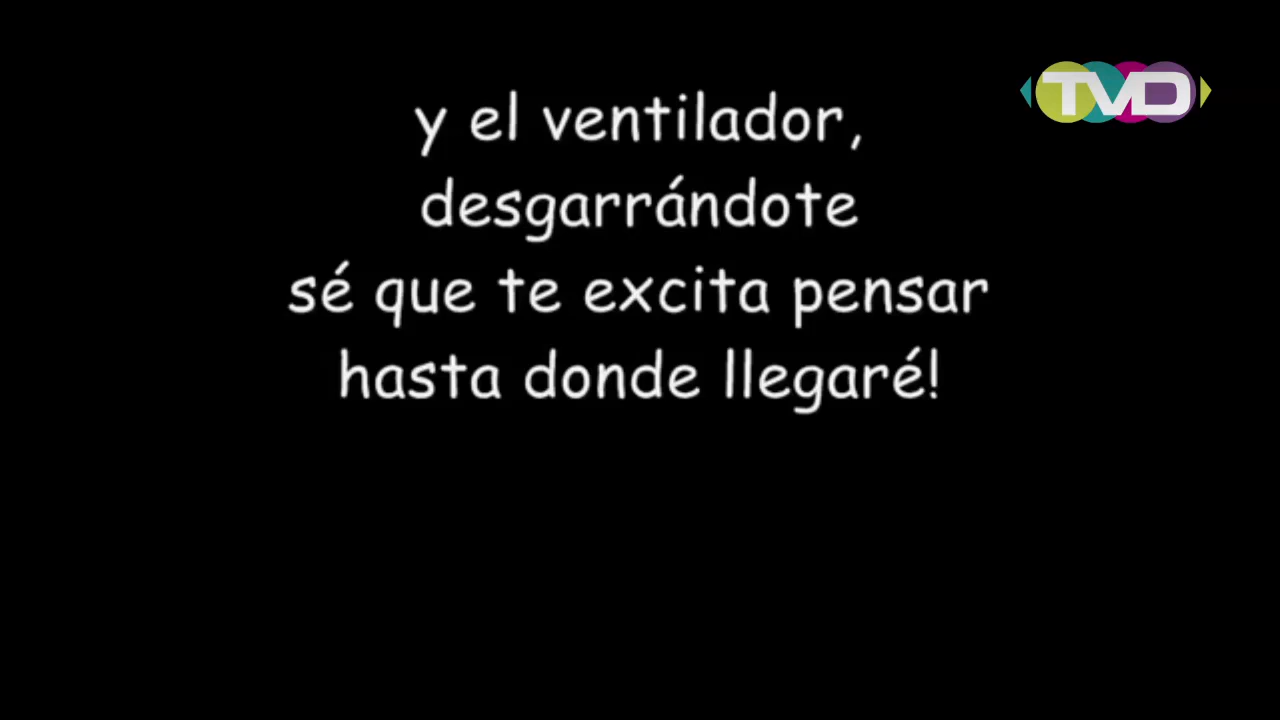 TVD
y el ventilador,
desgarrándote
sé que te excita pensar
hasta donde llegaré!